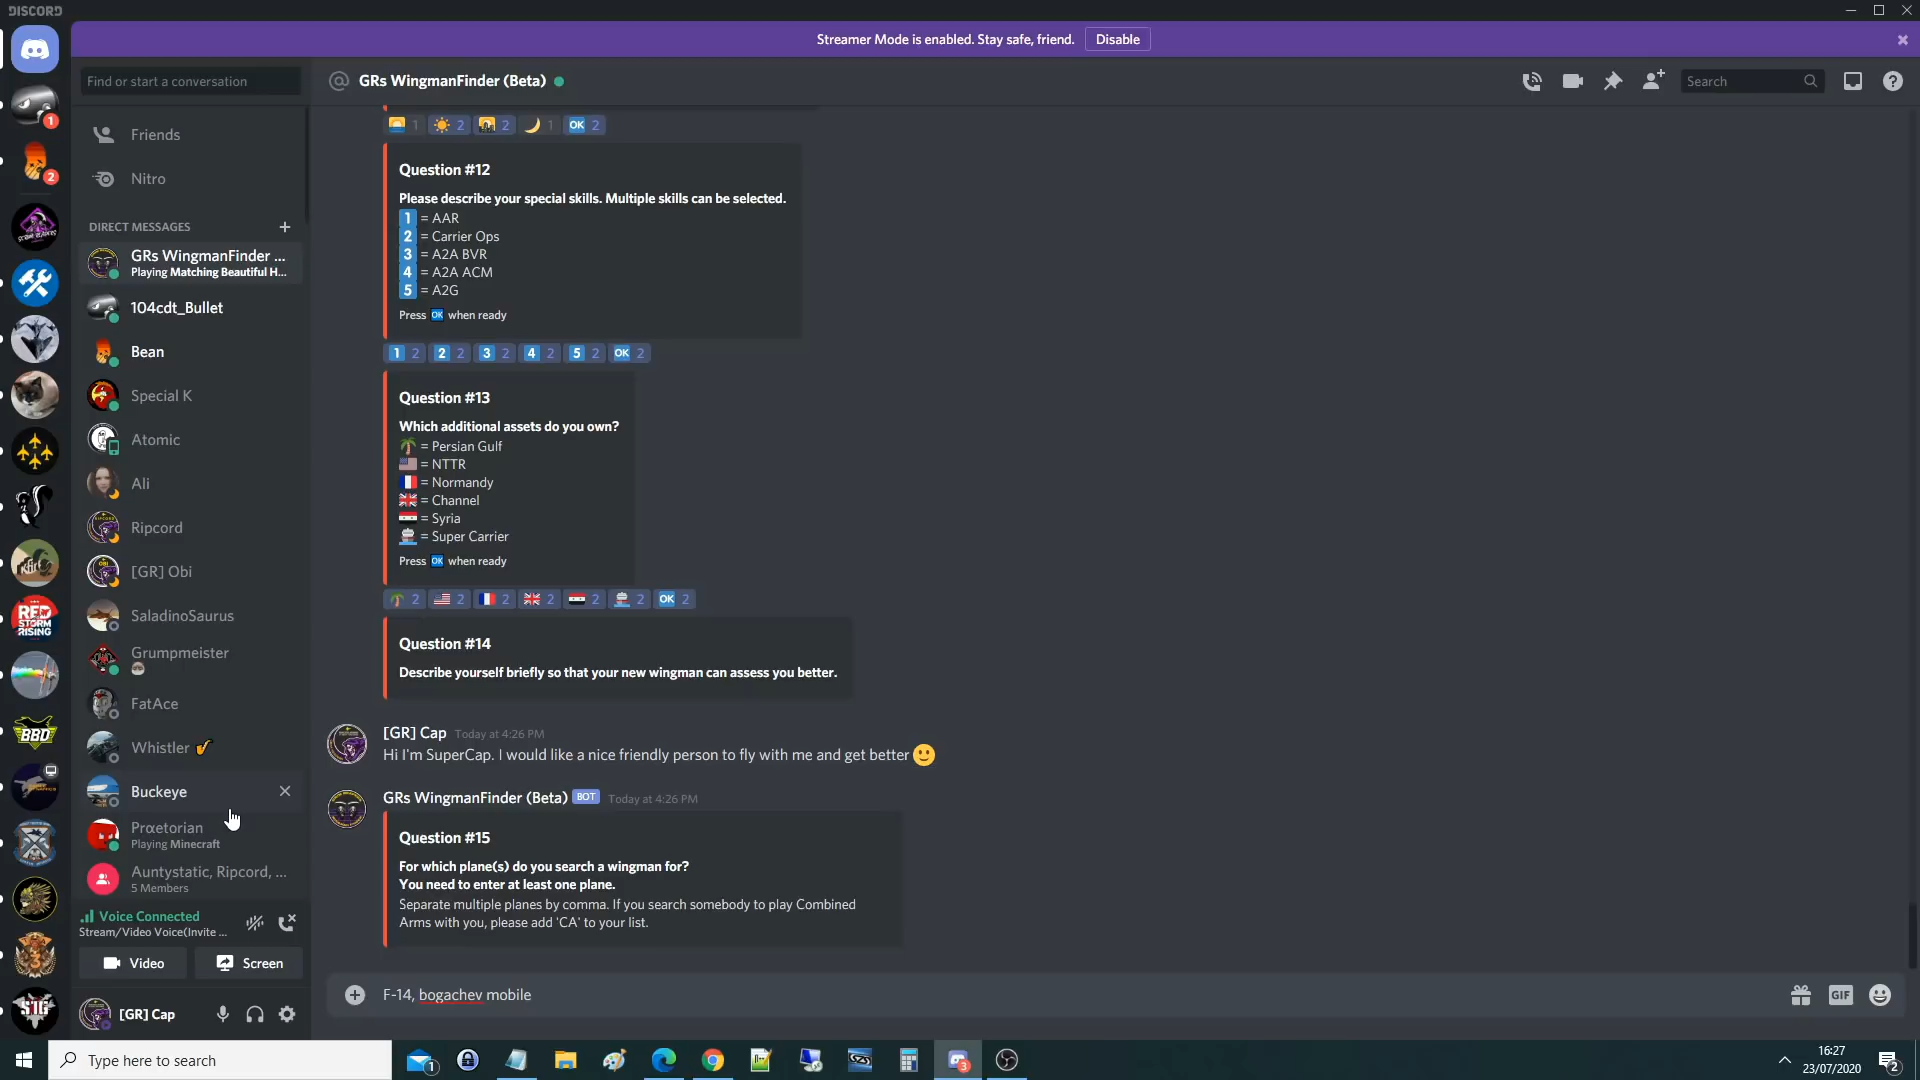 DISCORD
Streamer Mode is enabled. Stay safe, friend.
Disable
Find or start a conversation
GRs WingmanFinder (Beta)
Search
Friends
Nitro
DIRECT MESSAGES
GRs WingmanFinder ...
Playing Matching Beautiful H...
104cdt_Bullet
Bean
Special K
Atomic
Ali
Ripcord
[GR] Obi
SaladinoSaurus
Grumpmeister
FatAce
Whistler
Buckeye
Prœtorian
Playing Minecraft
Auntystatic, Ripcord, ...
5 Members
Voice Connected
Stream/Video Voice(Invite ...
Video
Screen
[GR] Cap
1
2
RED
STORM
RISING
BBD
1 2 2 1 OK 2
Question #12
Please describe your special skills. Multiple skills can be selected.
1 = AAR
2 = Carrier Ops
3 = A2A BVR
4 = A2A ACM
5 = A2G
Press OK when ready
1 2 2 2 3 2 4 2 5 2 OK 2
Question #13
Which additional assets do you own?
= Persian Gulf
= NTTR
= Normandy
= Channel
= Syria
= Super Carrier
Press OK when ready
2 2 2 2 2 2 OK 2
Question #14
Describe yourself briefly so that your new wingman can assess you better.
[GR] Cap Today at 4:26 PM
Hi I'm SuperCap. I would like a nice friendly person to fly with me and get better
GRs WingmanFinder (Beta) BOT Today at 4:26 PM
Question #15
For which plane(s) do you search a wingman for?
You need to enter at least one plane.
Separate multiple planes by comma. If you search somebody to play Combined
Arms with you, please add 'CA' to your list.
F-14, bogachev mobile
GIF
Type here to search
1
3
16:27
23/07/2020
2